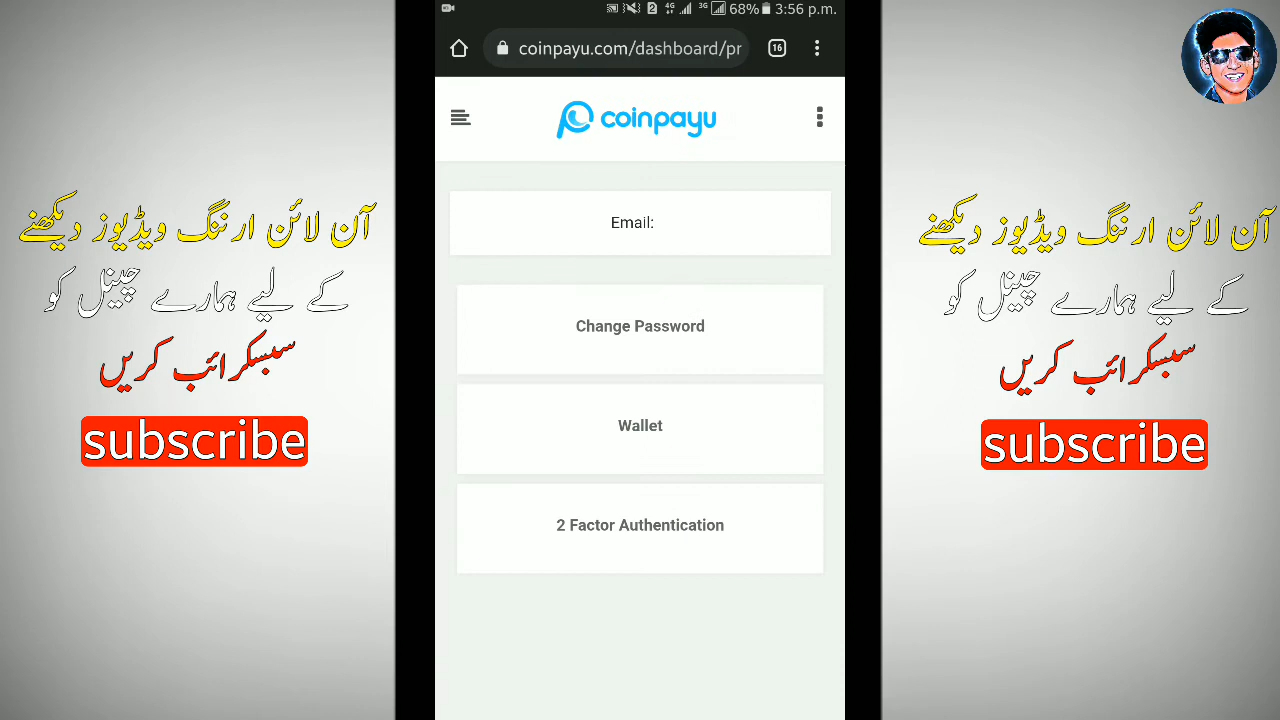 68% 3:56 p.m.
coinpayu.com/dashboard/pr
16
coinpayu
Email:
Change Password
Wallet
2 Factor Authentication
آن لائن ارننگ ویڈیوز دیکھنے
کے لیے ہمارے چینل کو
سبسکرائب کریں
subscribe
آن لائن ارننگ ویڈیوز دیکھنے
کے لیے ہمارے چینل کو
سبسکرائب کریں
subscribe